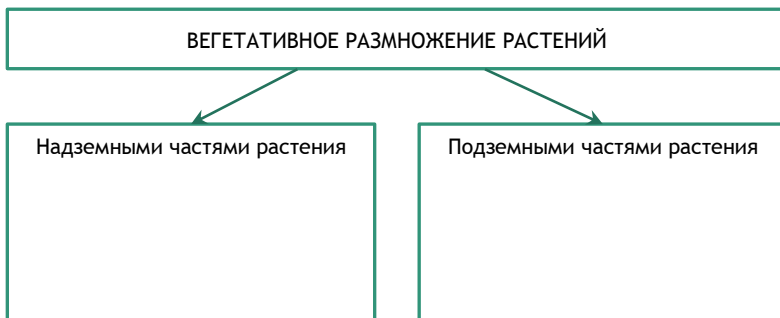 ВЕГЕТАТИВНОЕ РАЗМНОЖЕНИЕ РАСТЕНИЙ
Надземными частями растения
Подземными частями растения